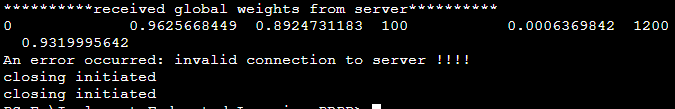 **********received global weights from server**********
0 0.9625668449 0.8924731183 100 0.0006369842 1200
0.9319995642
An error occurred: invalid connection to server !!!!
closing initiated
closing initiated